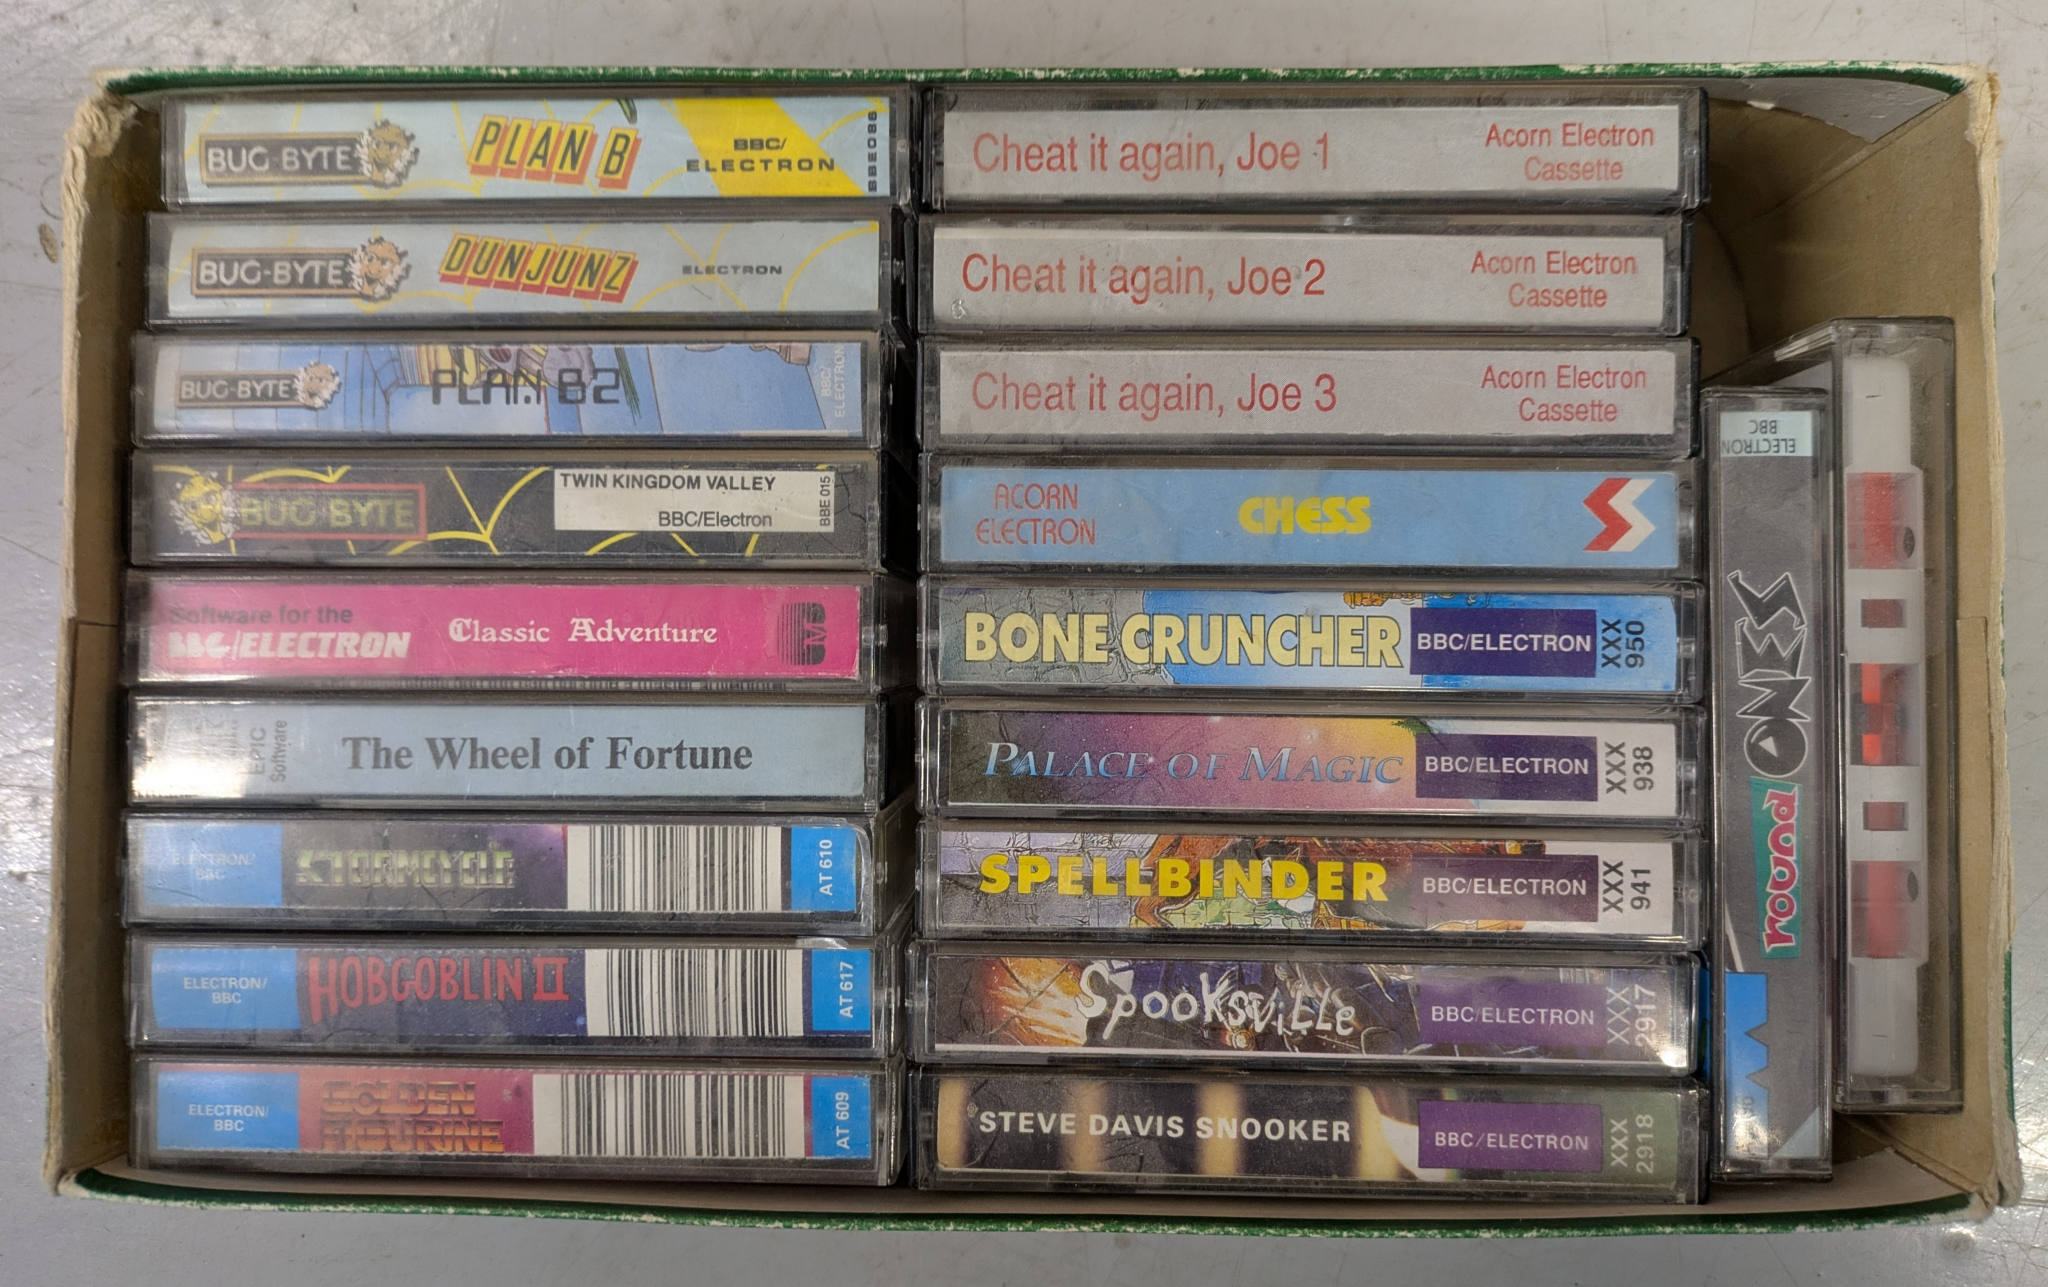 BUG-BYTE
PLAN B
BBC/
ELECTRON
BBE086
BUG-BYTE
DUNJUNZ
ELECTRON
BUG-BYTE
PLAN B2
BBC/
ELECTRON
BUG-BYTE
TWIN KINGDOM VALLEY
BBC/Electron
BBE 015
Software for the
BBC/ELECTRON
Classic Adventure
EPIC
Software
The Wheel of Fortune
ELECTRON/
BBC
STORMCYCLE
AT 610
ELECTRON/
BBC
HOBGOBLIN II
AT 617
ELECTRON/
BBC
GOLDEN
FIGURINE
AT 609
Cheat it again, Joe 1
Acorn Electron
Cassette
Cheat it again, Joe 2
Acorn Electron
Cassette
Cheat it again, Joe 3
Acorn Electron
Cassette
ACORN
ELECTRON
CHESS
BONE CRUNCHER
BBC/ELECTRON
XXX
950
PALACE OF MAGIC
BBC/ELECTRON
XXX
938
SPELLBINDER
BBC/ELECTRON
XXX
941
Spooksville
BBC/ELECTRON
XXX
2917
STEVE DAVIS SNOOKER
BBC/ELECTRON
XXX
2918
round ONES
BBC
ELECTRON